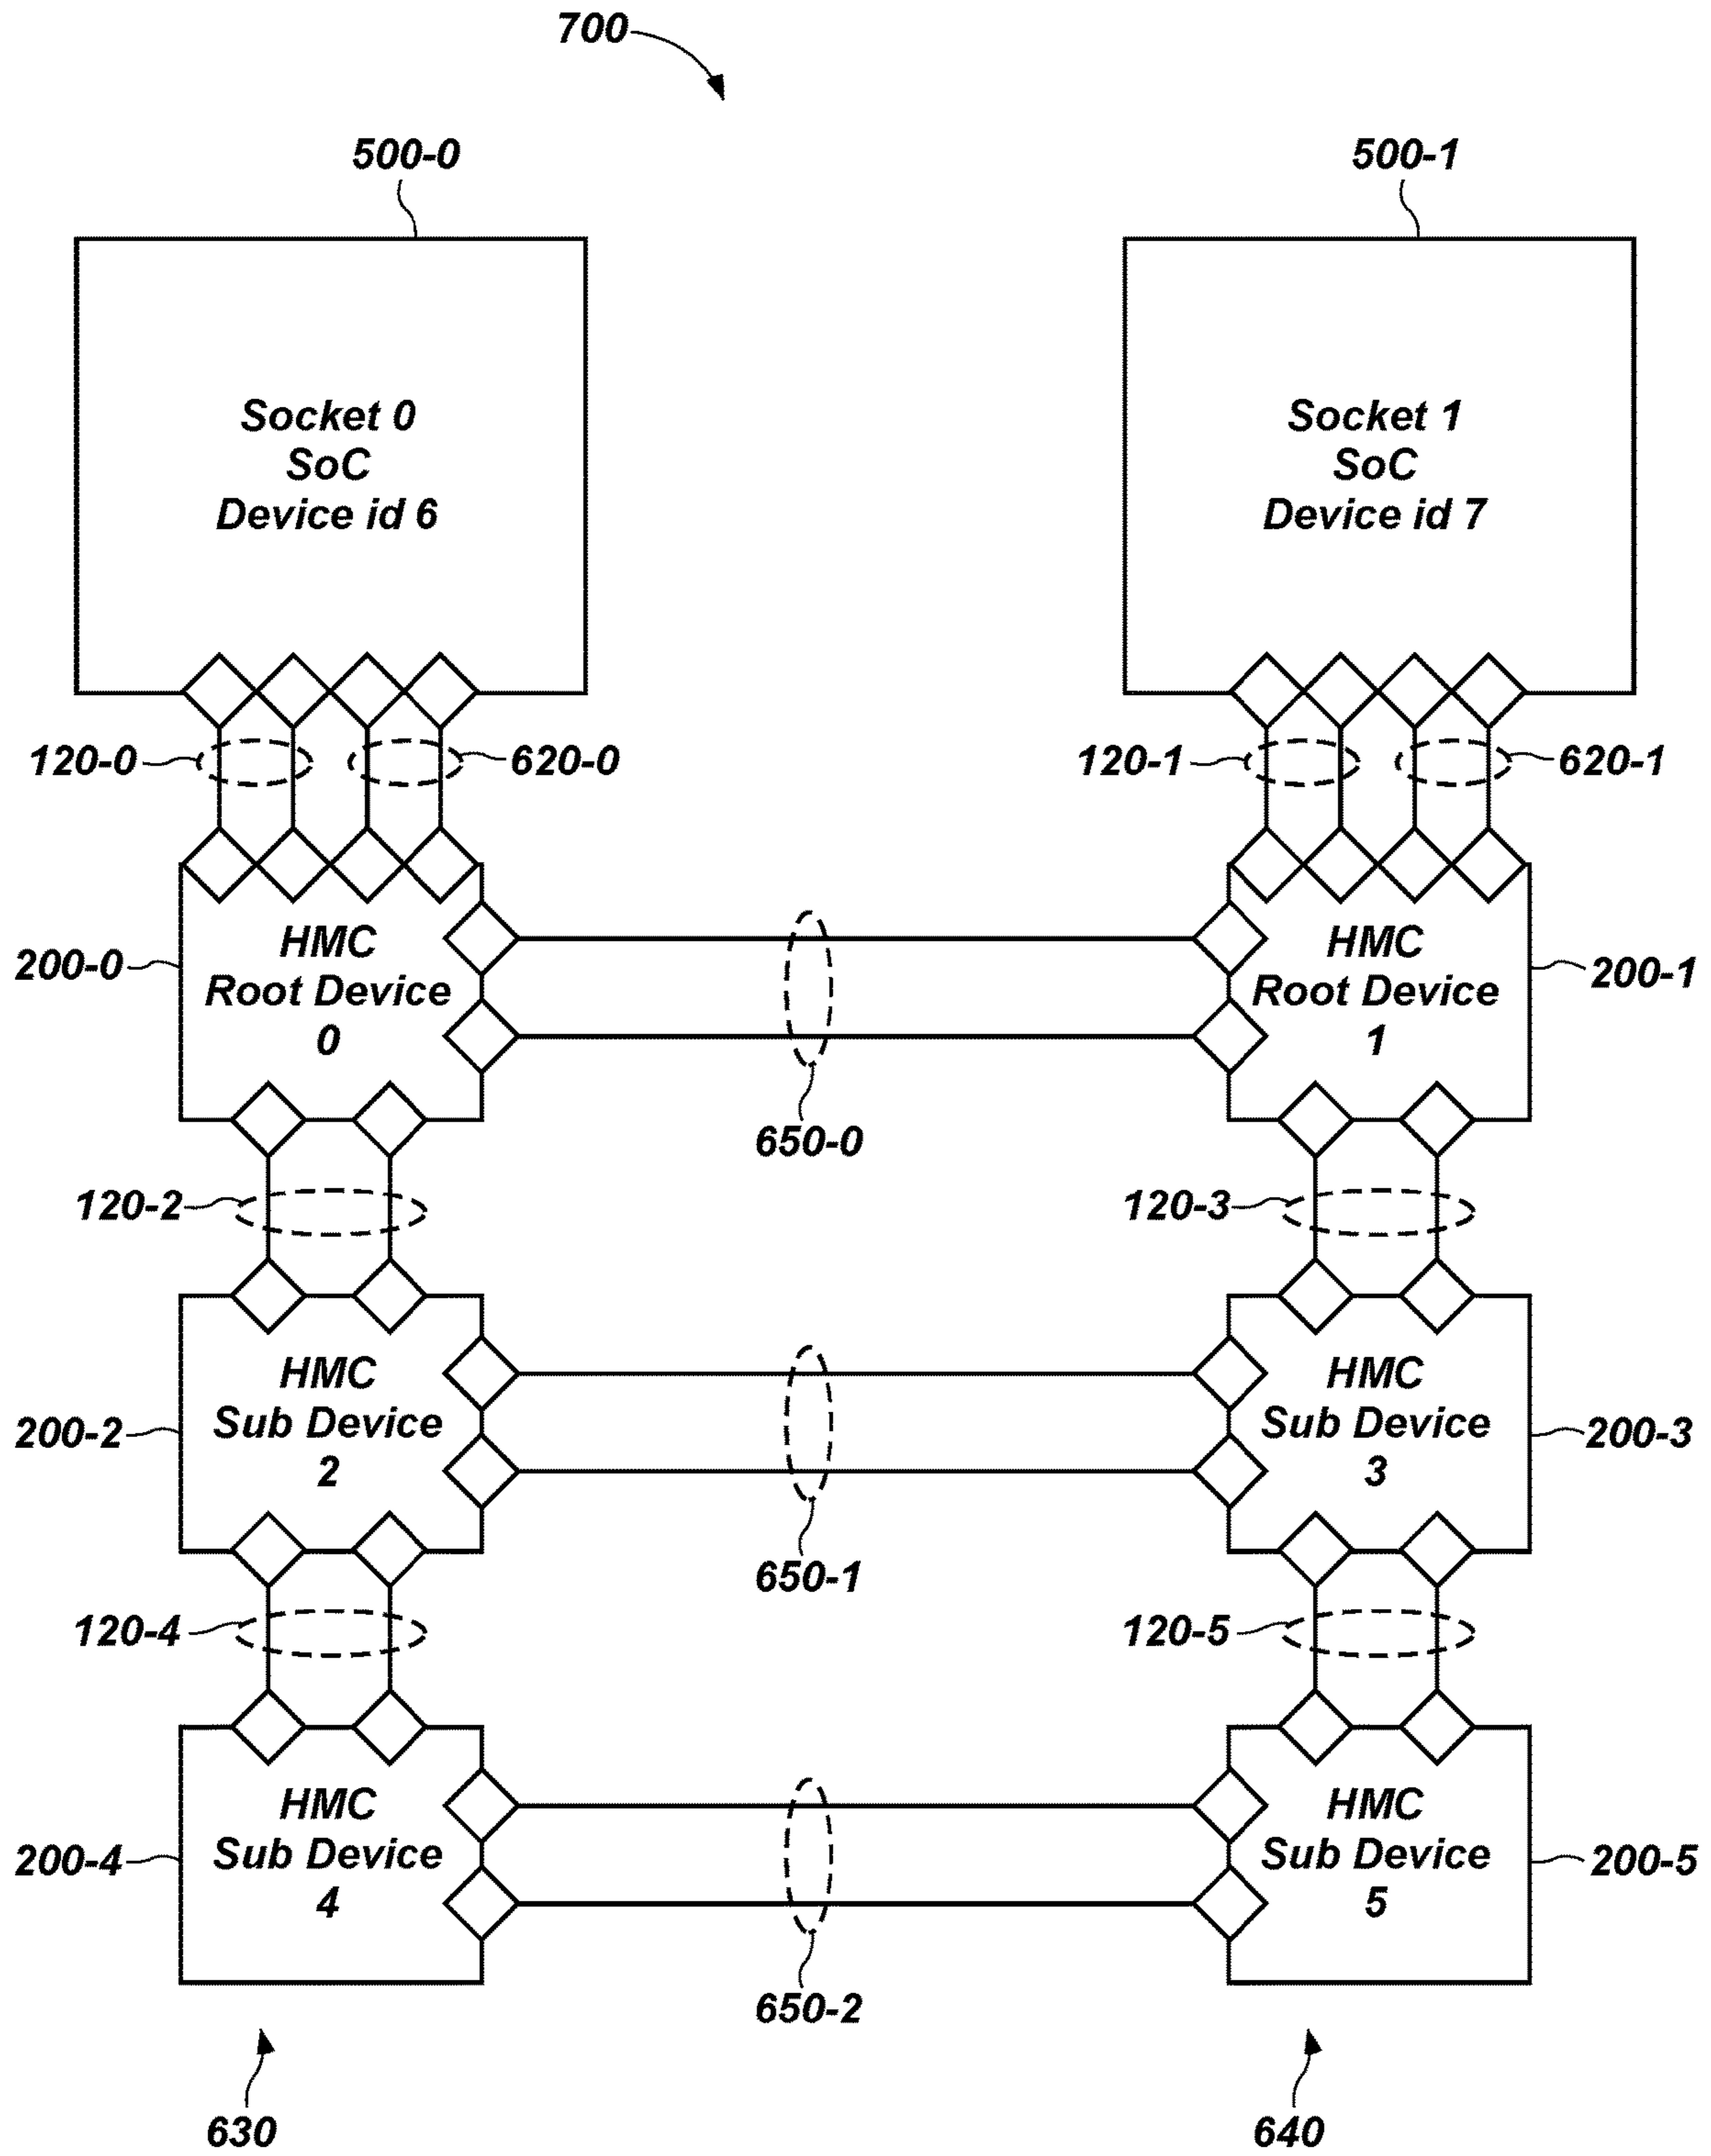 700
500-0
500-1
Socket 0
SoC
Device id 6
Socket 1
SoC
Device id 7
120-0
620-0
120-1
620-1
HMC
Root Device
0
200-0
HMC
Root Device
1
200-1
650-0
120-2
120-3
HMC
Sub Device
2
200-2
HMC
Sub Device
3
200-3
650-1
120-4
120-5
HMC
Sub Device
4
200-4
HMC
Sub Device
5
200-5
650-2
630
640